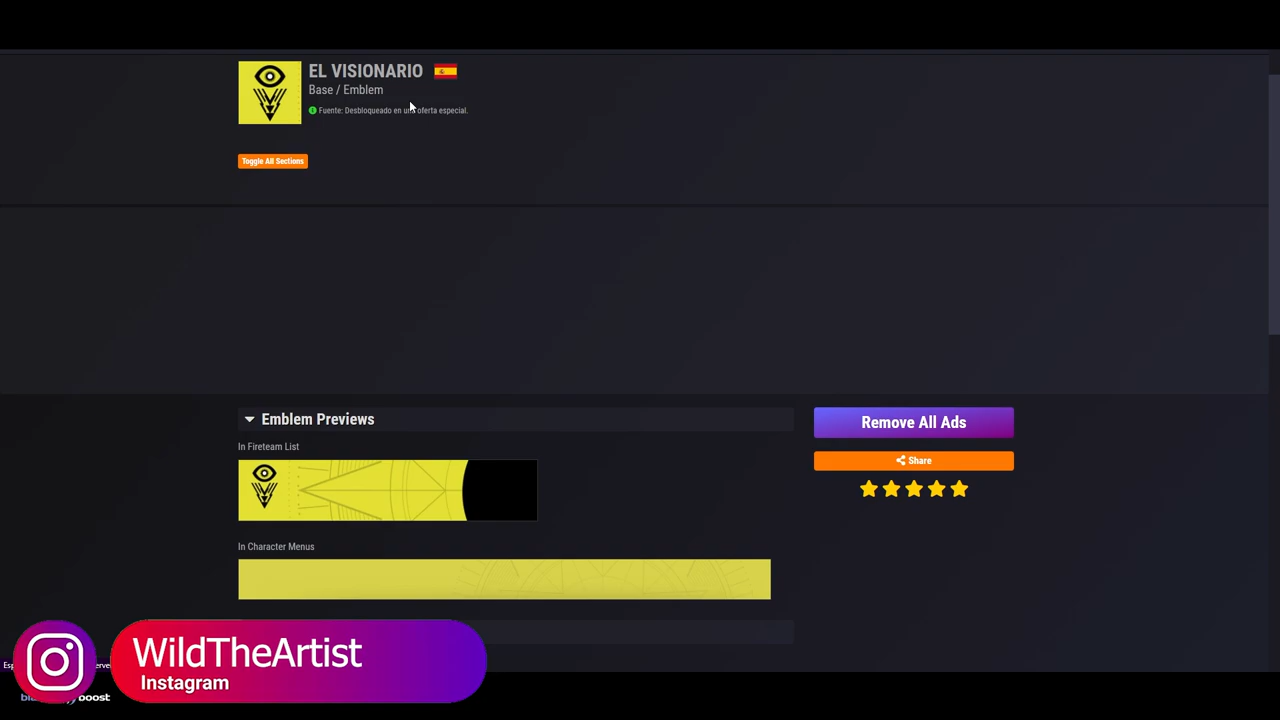 EL VISIONARIO
Base / Emblem
Fuente: Desbloqueado en una oferta especial.
Toggle All Sections
Emblem Previews
Remove All Ads
In Fireteam List
Share
In Character Menus
WildTheArtist
Instagram
boost